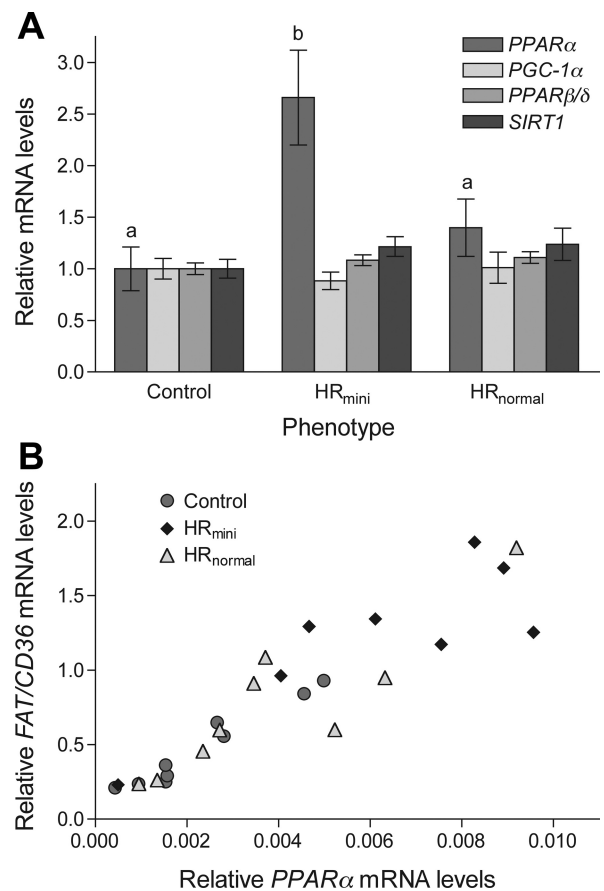 A
b
PPARα
PGC-1α
PPARβ/δ
SIRT1
a
a
Relative mRNA levels
3.0
2.5
2.0
1.5
1.0
0.5
0.0
Control
HRmini
HRnormal
Phenotype
B
Control
HRmini
HRnormal
Relative FAT/CD36 mRNA levels
2.0
1.5
1.0
0.5
0.0
0.000
0.002
0.004
0.006
0.008
0.010
Relative PPARα mRNA levels